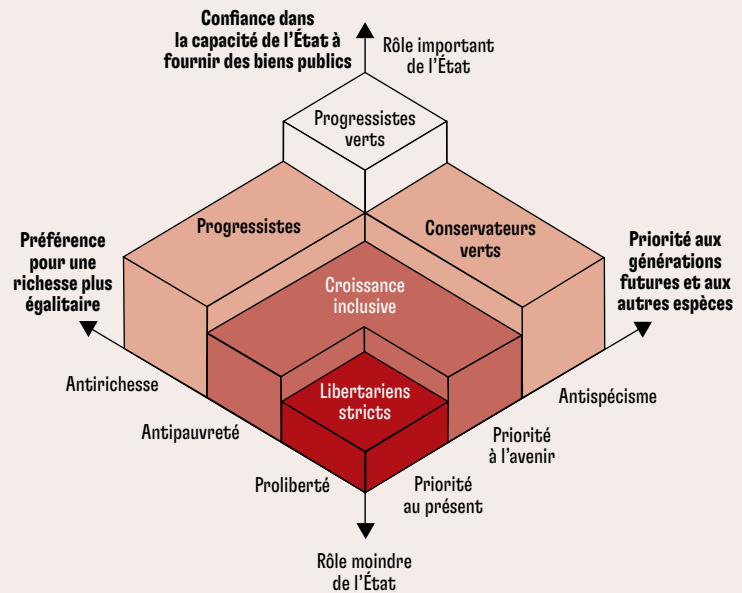 Confiance dans
la capacité de l’État à
fournir des biens publics
Rôle important
de l’État
Progressistes
verts
Progressistes
Conservateurs
verts
Préférence
pour une
richesse plus
égalitaire
Priorité aux
générations
futures et aux
autres espèces
Croissance
inclusive
Libertariens
stricts
Antirichesse
Antispécisme
Antipauvreté
Priorité
à l’avenir
Proliberté
Priorité
au présent
Rôle moindre
de l’État